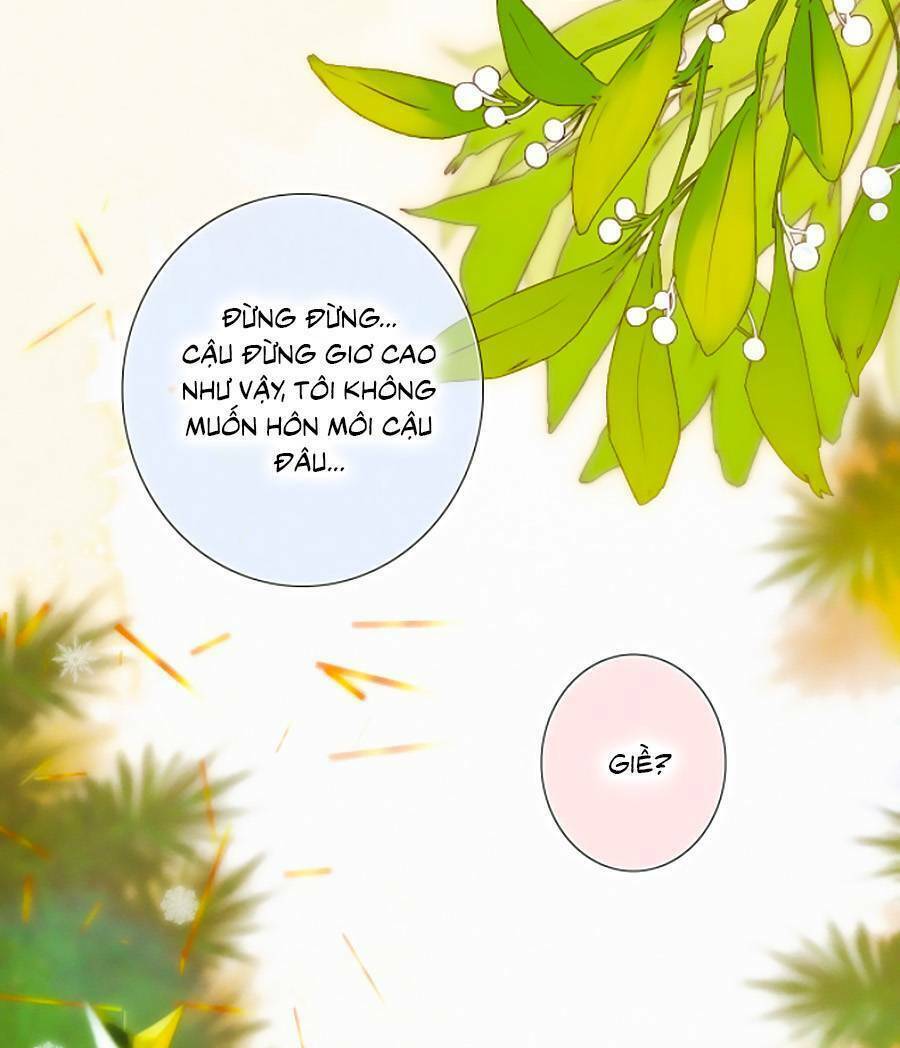 ĐỪNG ĐỪNG...
CẬU ĐỪNG GIƠ CAO
NHƯ VẬY, TÔI KHÔNG
MUỐN HÔN MÔI CẬU
ĐÂU...
GIỀ?